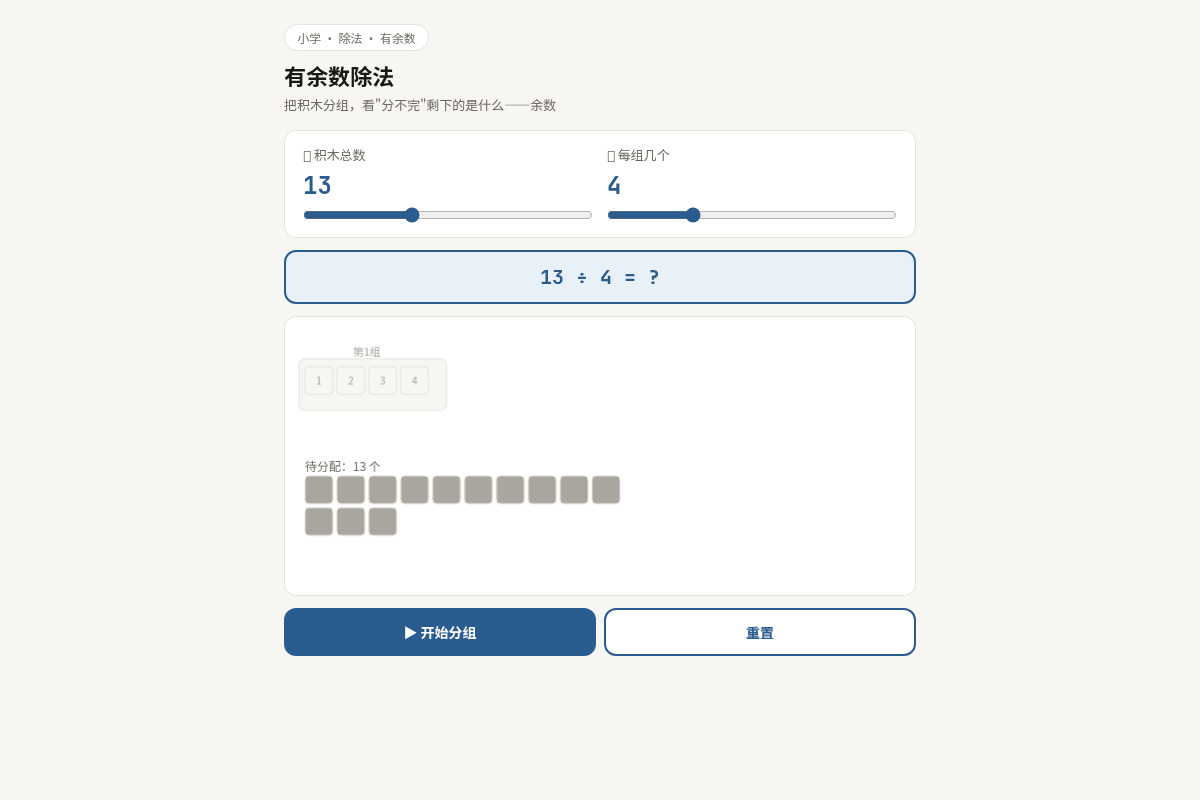 小学 · 除法 · 有余数
有余数除法
把积木分组，看"分不完"剩下的是什么——余数
积木总数
每组几个
13
4
13 ÷ 4 = ?
第1组
1 2 3 4
待分配：13 个
▶ 开始分组
重置